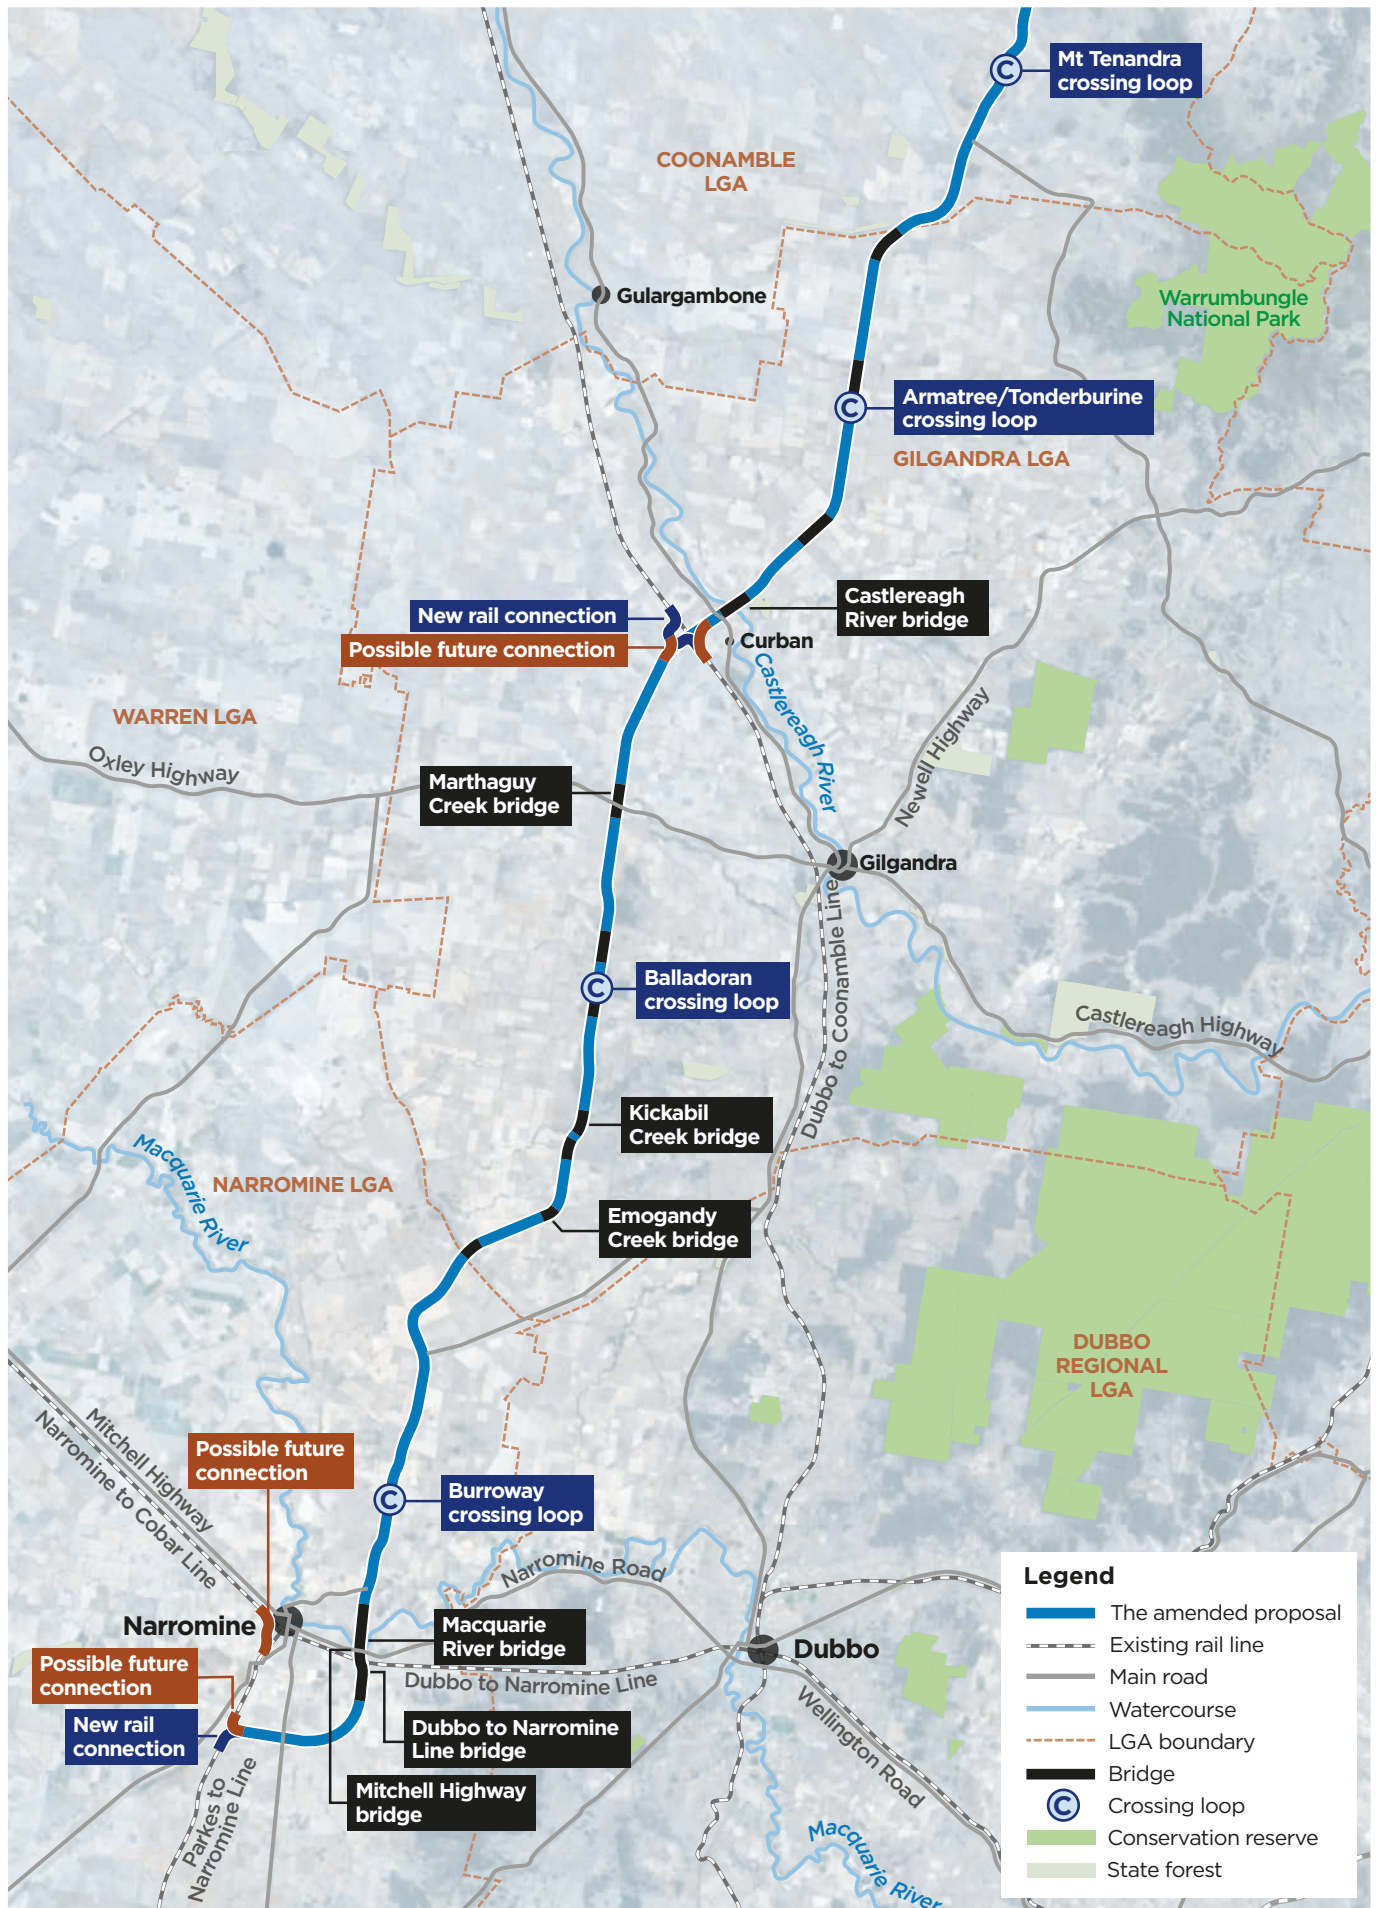 Mt Tenandra
crossing loop
COONAMBLE
LGA
Gulargambone
Warrumbungle
National Park
Armatree/Tonderburine
crossing loop
GILGANDRA LGA
Castlereagh
River bridge
New rail connection
Possible future connection
Curban
Castlereagh River
Newell Highway
WARREN LGA
Oxley Highway
Marthaguy
Creek bridge
Gilgandra
Dubbo to Coonamble Line
Balladoran
crossing loop
Castlereagh Highway
Kickabil
Creek bridge
Macquarie River
NARROMINE LGA
Emogandy
Creek bridge
DUBBO
REGIONAL
LGA
Mitchell Highway
Narromine to Cobar Line
Possible future
connection
Burroway
crossing loop
Narromine Road
Narromine
Macquarie
River bridge
Dubbo
Possible future
connection
Dubbo to Narromine Line
New rail
connection
Dubbo to Narromine
Line bridge
Wellington Road
Mitchell Highway
bridge
Parkes to
Narromine Line
Macquarie River
Legend
The amended proposal
Existing rail line
Main road
Watercourse
LGA boundary
Bridge
C
Crossing loop
Conservation reserve
State forest
C
C
C
C